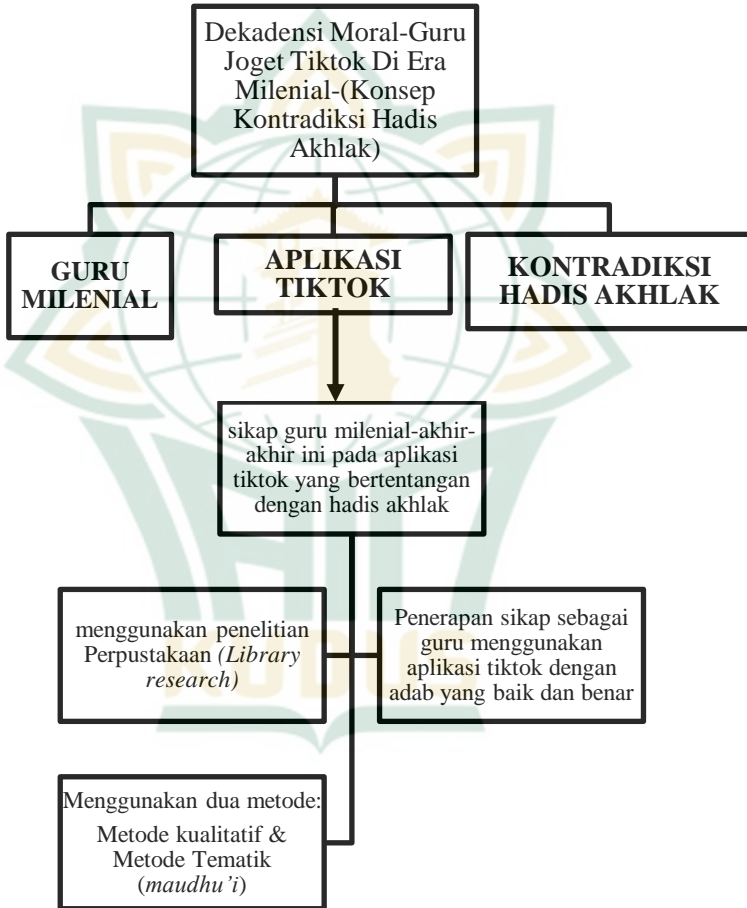 Dekadensi Moral-Guru
Joget Tiktok Di Era
Milenial-(Konsep
Kontradiksi Hadis
Akhlak)
GURU
MILENIAL
APLIKASI
TIKTOK
KONTRADIKSI
HADIS AKHLAK
sikap guru milenial-akhir-
akhir ini pada aplikasi
tiktok yang bertentangan
dengan hadis akhlak
menggunakan penelitian
Perpustakaan (Library
research)
Penerapan sikap sebagai
guru menggunakan
aplikasi tiktok dengan
adab yang baik dan benar
Menggunakan dua metode:
Metode kualitatif &
Metode Tematik
(maudhu’i)
KUDUS